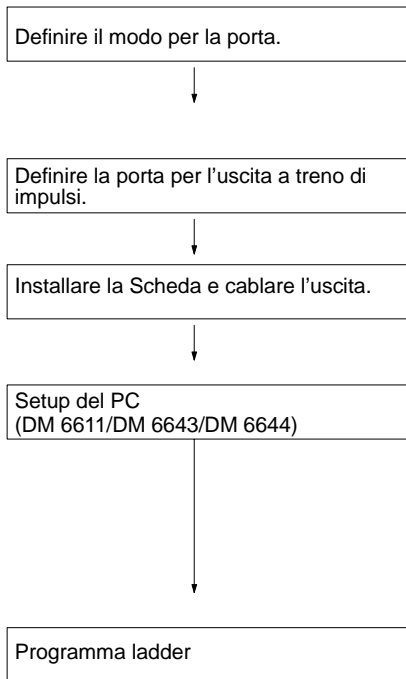 Definire il modo per la porta.
Definire la porta per l’uscita a treno di
impulsi.
Installare la Scheda e cablare l’uscita.
Setup del PC
(DM 6611/DM 6643/DM 6644)
Programma ladder